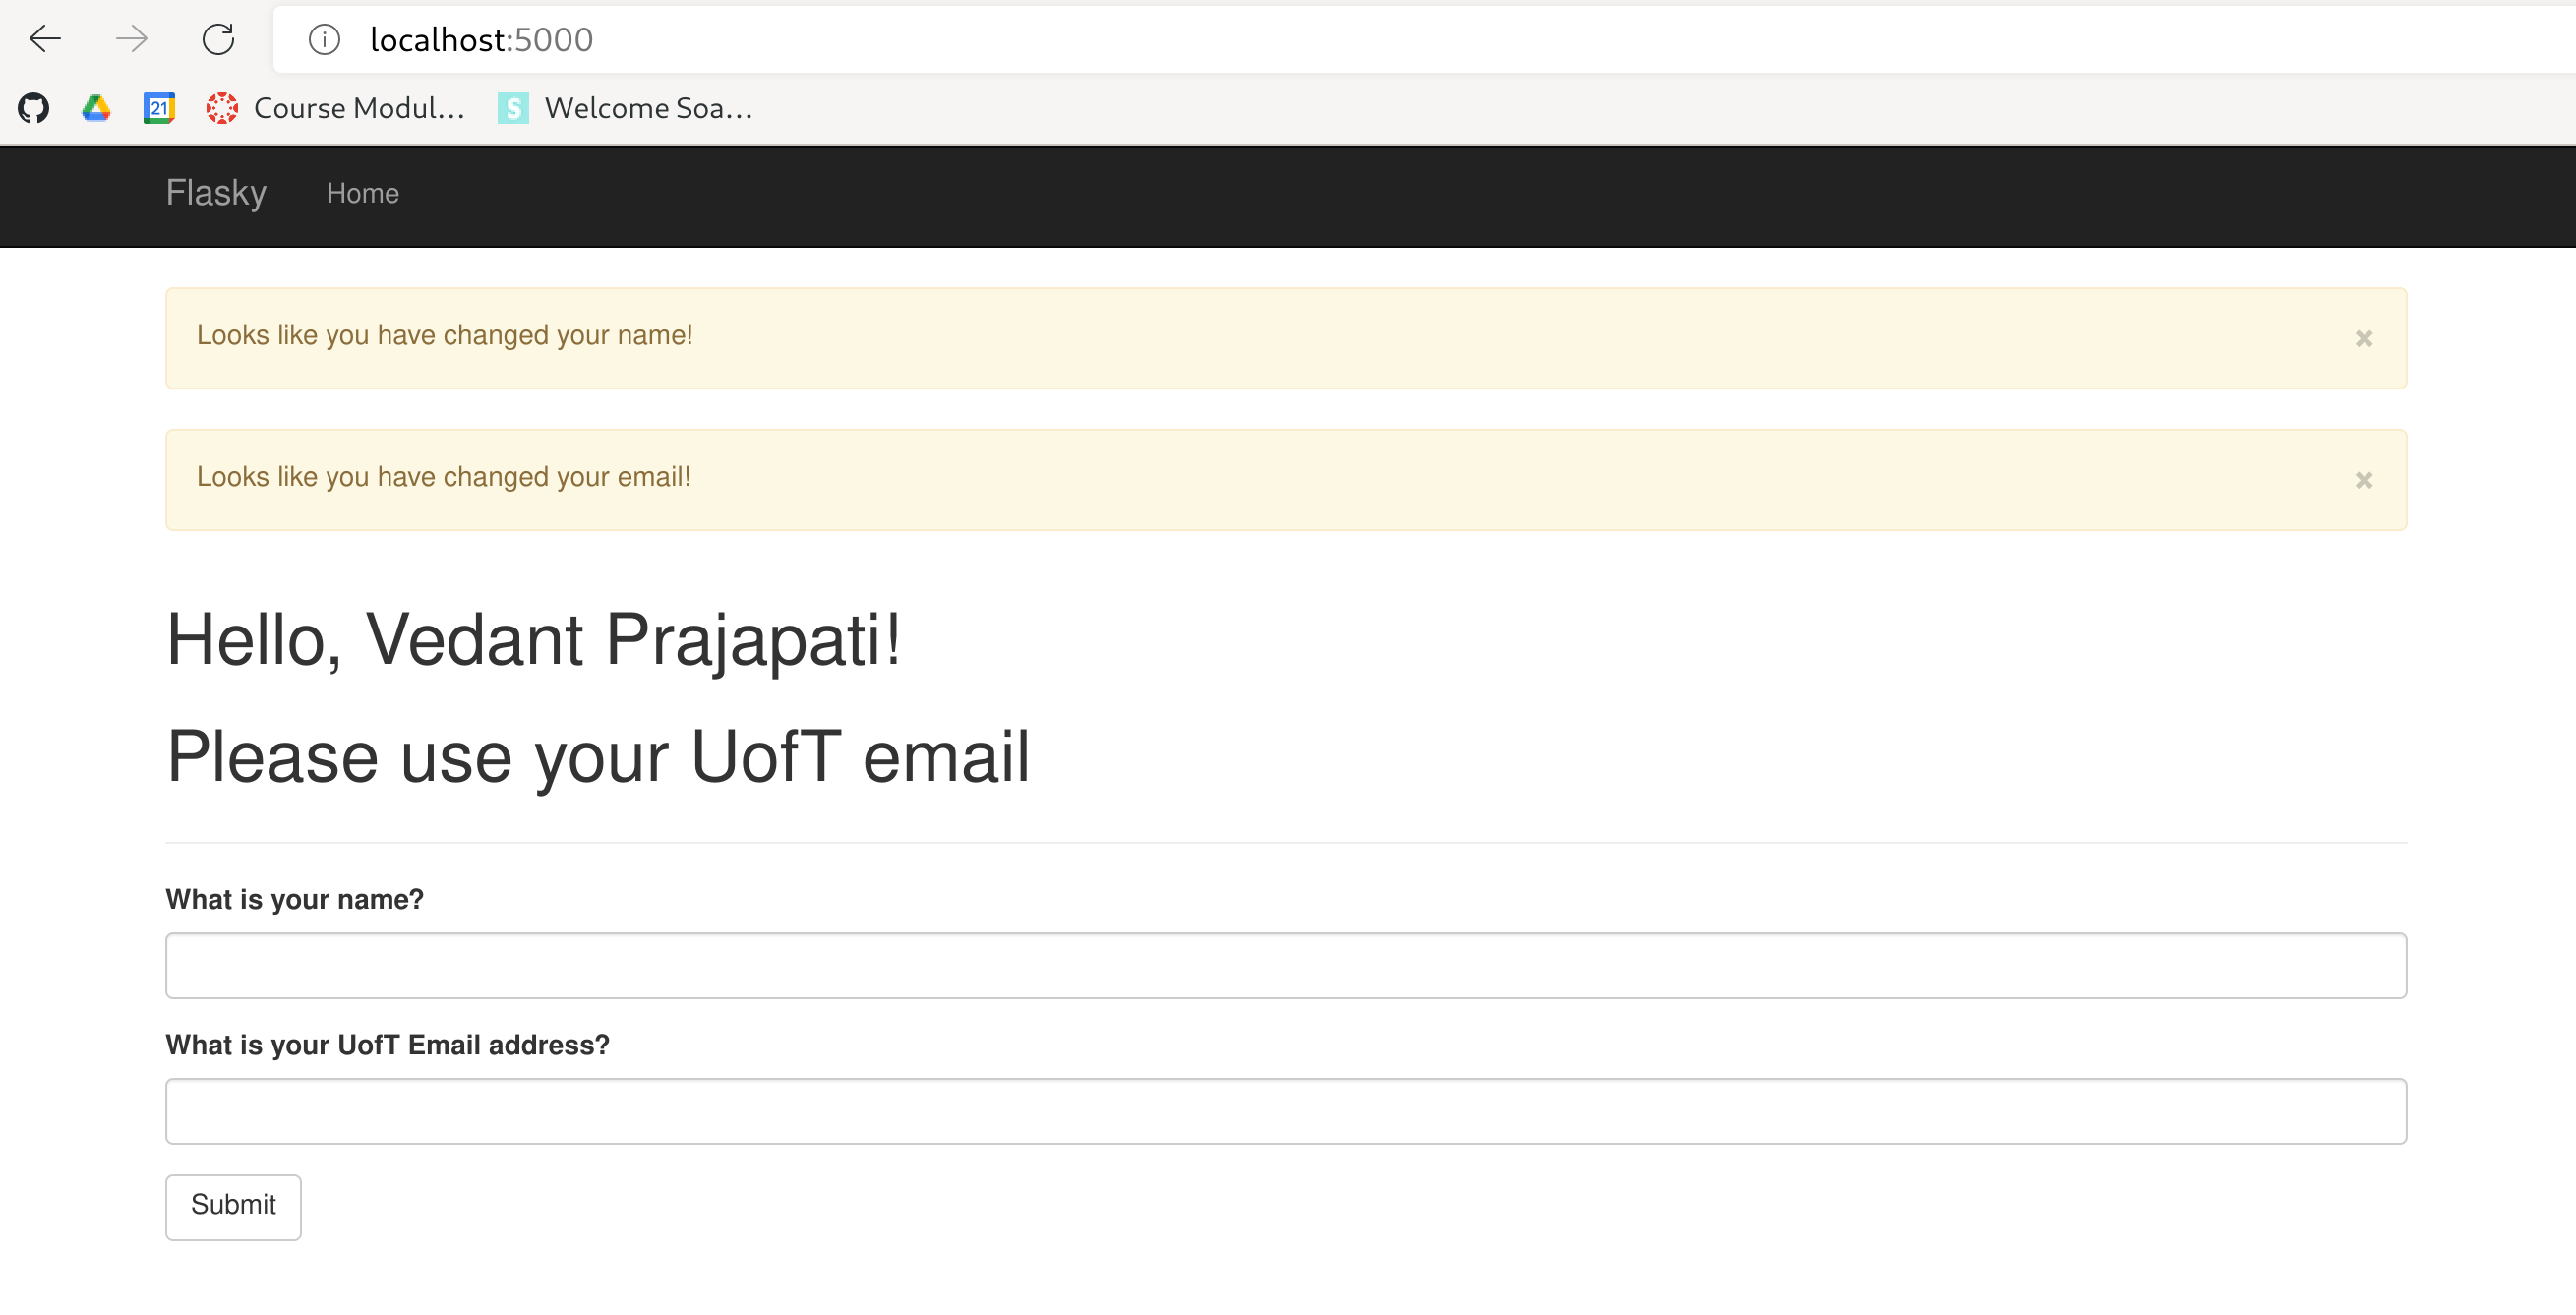 localhost:5000
21 Course Modul... S Welcome Soa...
Flasky Home
Looks like you have changed your name! ×
Looks like you have changed your email! ×
Hello, Vedant Prajapati!
Please use your UofT email
What is your name?
What is your UofT Email address?
Submit